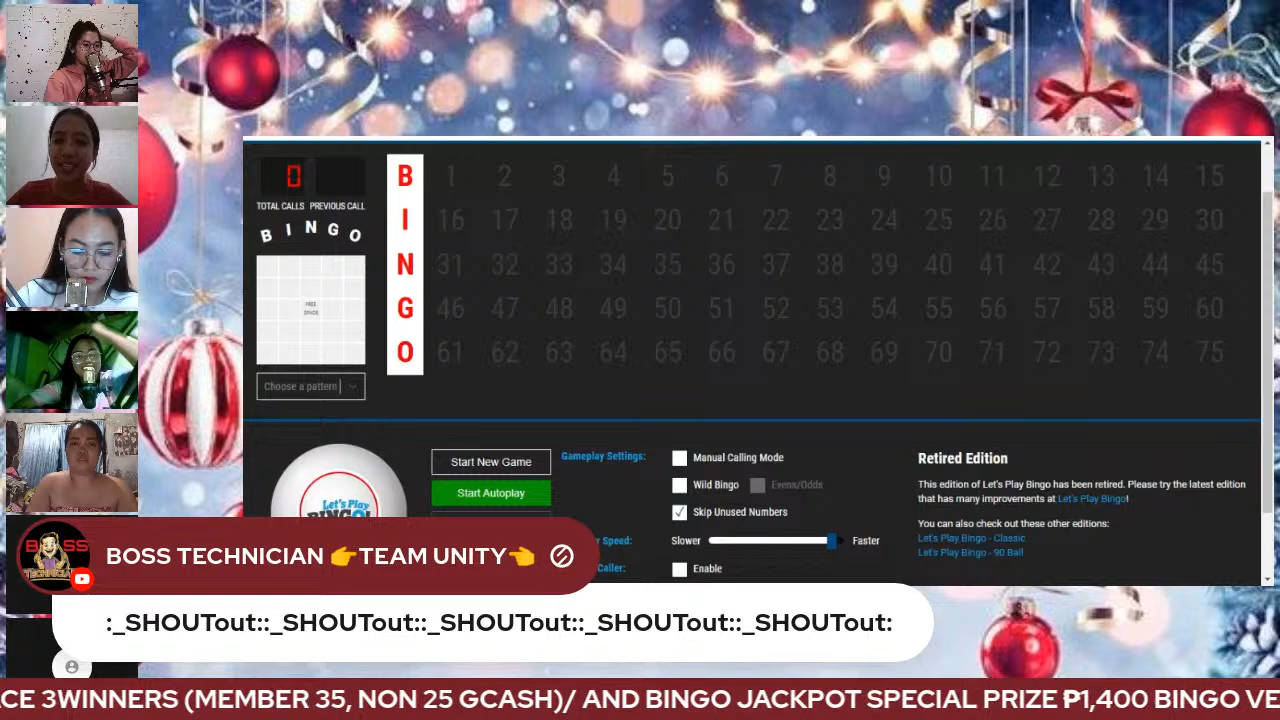 0
TOTAL CALLS PREVIOUS CALL
B I N G O
FREE
SPACE
Choose a pattern
B 1 2 3 4 5 6 7 8 9 10 11 12 13 14 15
I 16 17 18 19 20 21 22 23 24 25 26 27 28 29 30
N 31 32 33 34 35 36 37 38 39 40 41 42 43 44 45
G 46 47 48 49 50 51 52 53 54 55 56 57 58 59 60
O 61 62 63 64 65 66 67 68 69 70 71 72 73 74 75
Let's Play
BINGO!
Start New Game
Start Autoplay
Gameplay Settings:
Manual Calling Mode
Wild Bingo Evens/Odds
Skip Unused Numbers
Speed: Slower Faster
Caller: Enable
Retired Edition
This edition of Let's Play Bingo has been retired. Please try the latest edition
that has many improvements at Let's Play Bingo!
You can also check out these other editions:
Let's Play Bingo - Classic
Let's Play Bingo - 90 Ball
BOSS
TECHNICIAN
BOSS TECHNICIAN 👉TEAM UNITY👈
:_SHOUTout::_SHOUTout::_SHOUTout::_SHOUTout::_SHOUTout:
CE 3WINNERS (MEMBER 35, NON 25 GCASH)/ AND BINGO JACKPOT SPECIAL PRIZE ₱1,400 BINGO VE